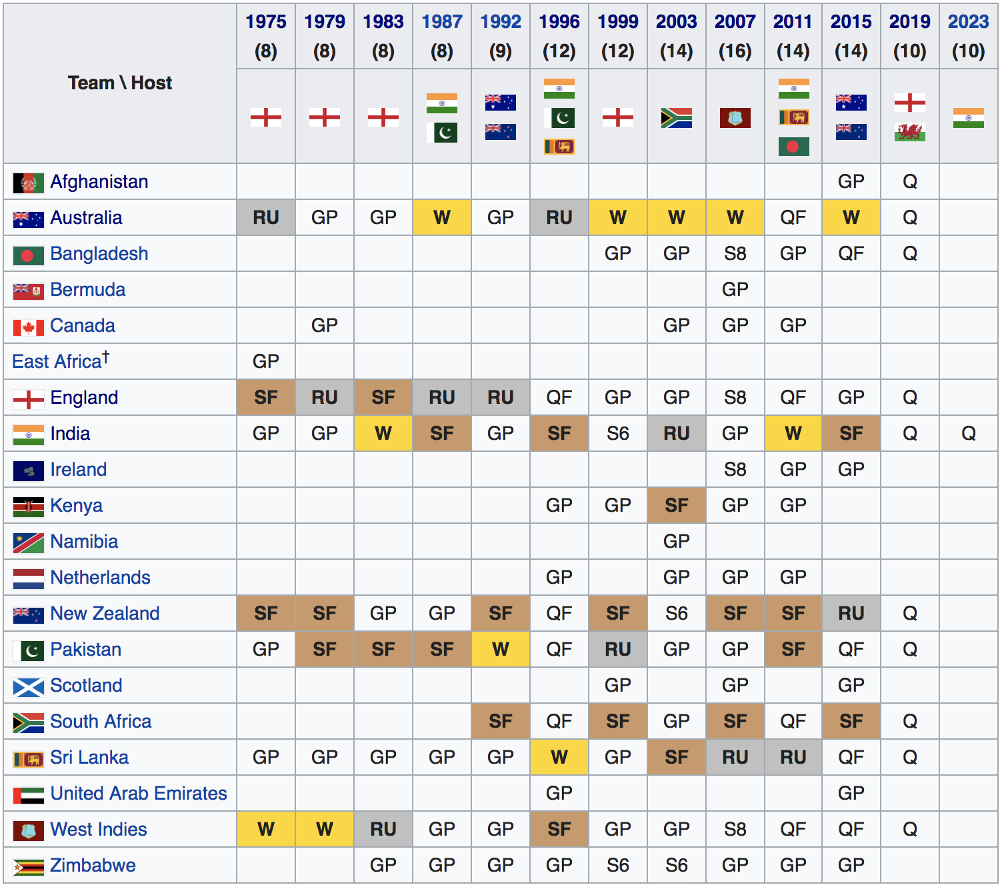 Team \ Host 1975 1979 1983 1987 1992 1996 1999 2003 2007 2011 2015 2019 2023
(8) (8) (8) (8) (9) (12) (12) (14) (16) (14) (14) (10) (10)
Afghanistan GP Q
Australia RU GP GP W GP RU W W W QF W Q
Bangladesh GP GP S8 GP QF Q
Bermuda GP
Canada GP GP GP GP
East Africa† GP
England SF RU SF RU RU QF GP GP S8 QF GP Q
India GP GP W SF GP SF S6 RU GP W SF Q Q
Ireland S8 GP GP
Kenya GP GP SF GP GP
Namibia GP
Netherlands GP GP GP GP
New Zealand SF SF GP GP SF QF SF S6 SF SF RU Q
Pakistan GP SF SF SF W QF RU GP GP SF QF Q
Scotland GP GP GP
South Africa SF QF SF GP SF QF SF Q
Sri Lanka GP GP GP GP GP W GP SF RU RU QF Q
United Arab Emirates GP GP
West Indies W W RU GP GP SF GP GP S8 QF QF Q
Zimbabwe GP GP GP GP S6 S6 GP GP GP